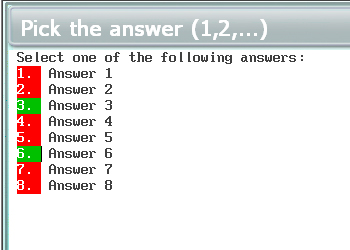 Pick the answer (1,2,...)
Select one of the following answers:
1. Answer 1
2. Answer 2
3. Answer 3
4. Answer 4
5. Answer 5
6. Answer 6
7. Answer 7
8. Answer 8